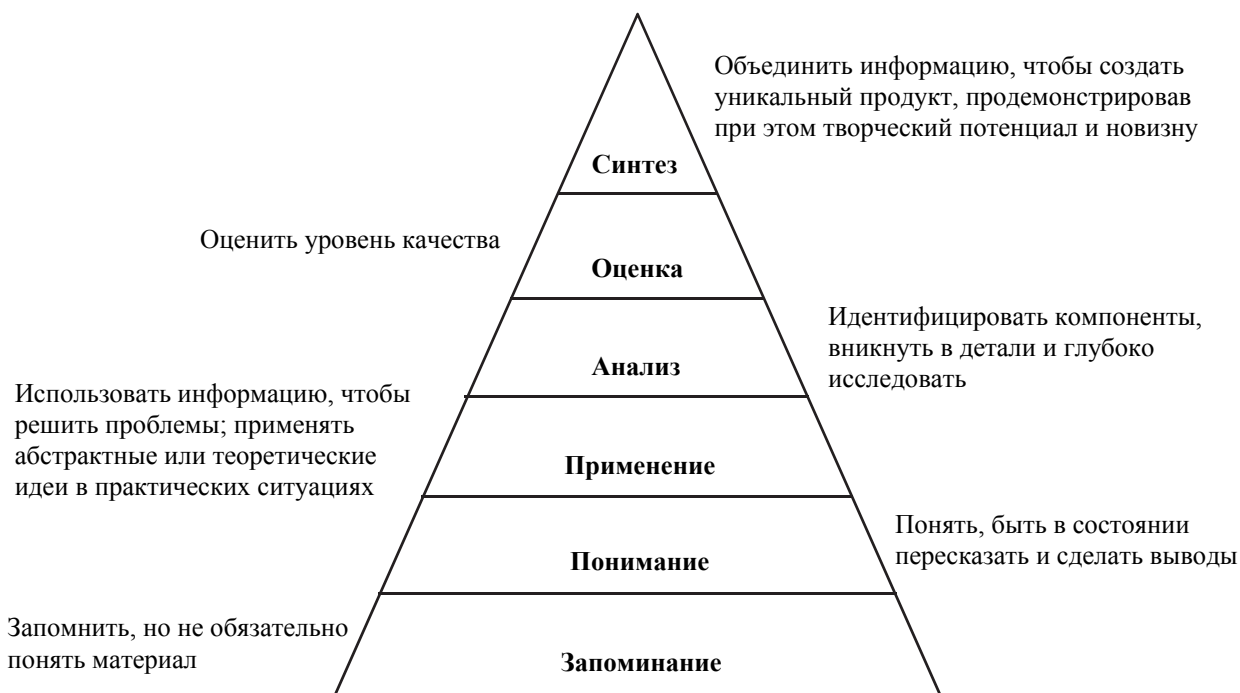 Объединить информацию, чтобы создать
уникальный продукт, продемонстрировав
при этом творческий потенциал и новизну
Синтез
Оценить уровень качества
Оценка
Идентифицировать компоненты,
вникнуть в детали и глубоко
исследовать
Анализ
Использовать информацию, чтобы
решить проблемы; применять
абстрактные или теоретические
идеи в практических ситуациях
Применение
Понять, быть в состоянии
пересказать и сделать выводы
Понимание
Запомнить, но не обязательно
понять материал
Запоминание